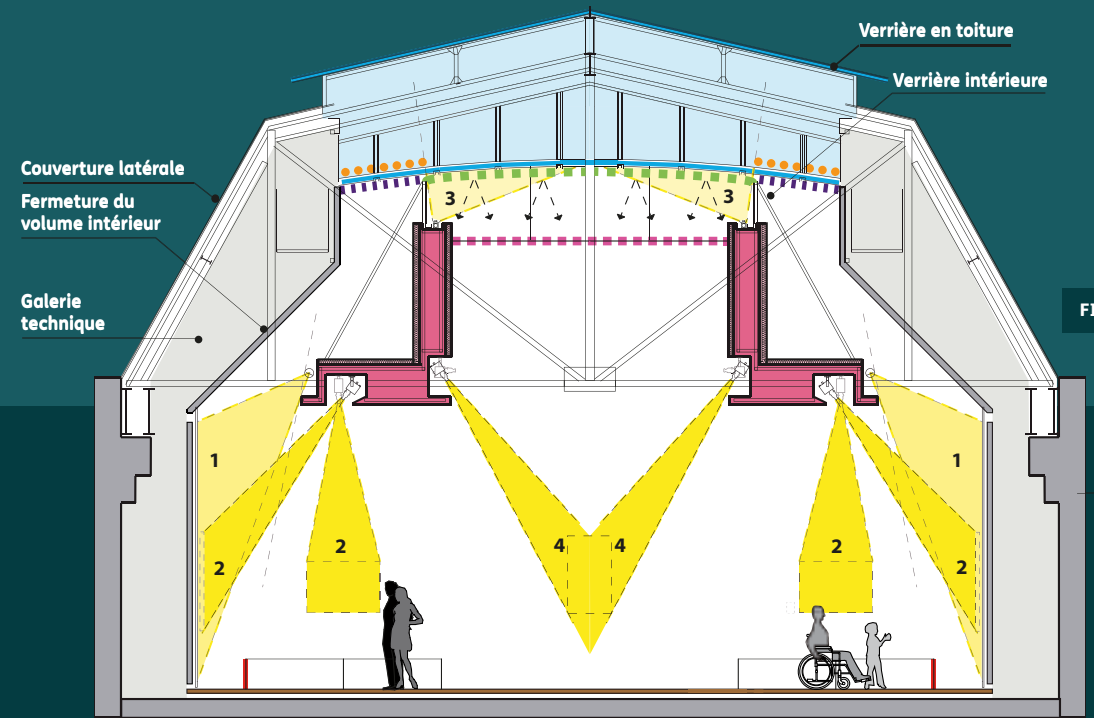 Verrière en toiture
Verrière intérieure
Couverture latérale
Fermeture du
volume intérieur
Galerie
technique
FI
3
3
1
1
2
2
2
2
4
4